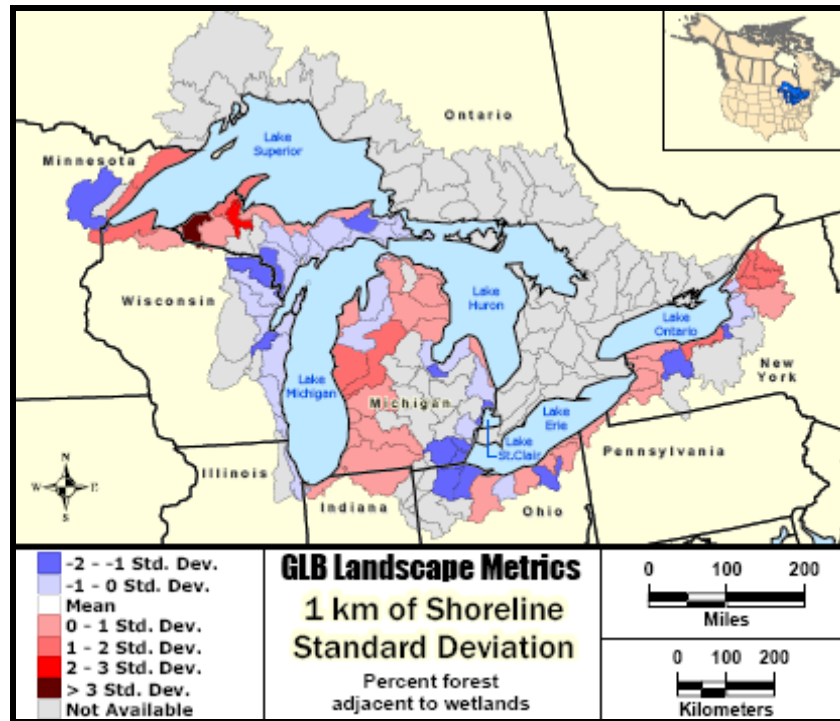 Ontario
Minnesota
Lake
Superior
Wisconsin
Lake
Huron
Lake
Ontario
New
York
Lake
Michigan
Michigan
Lake
Erie
Lake
St.Clair
Pennsylvania
Illinois
Indiana
Ohio
N
W E
S
-2 - -1 Std. Dev.
-1 - 0 Std. Dev.
Mean
0 - 1 Std. Dev.
1 - 2 Std. Dev.
2 - 3 Std. Dev.
> 3 Std. Dev.
Not Available
GLB Landscape Metrics
1 km of Shoreline
Standard Deviation
Percent forest
adjacent to wetlands
0 100 200
Miles
0 100 200
Kilometers